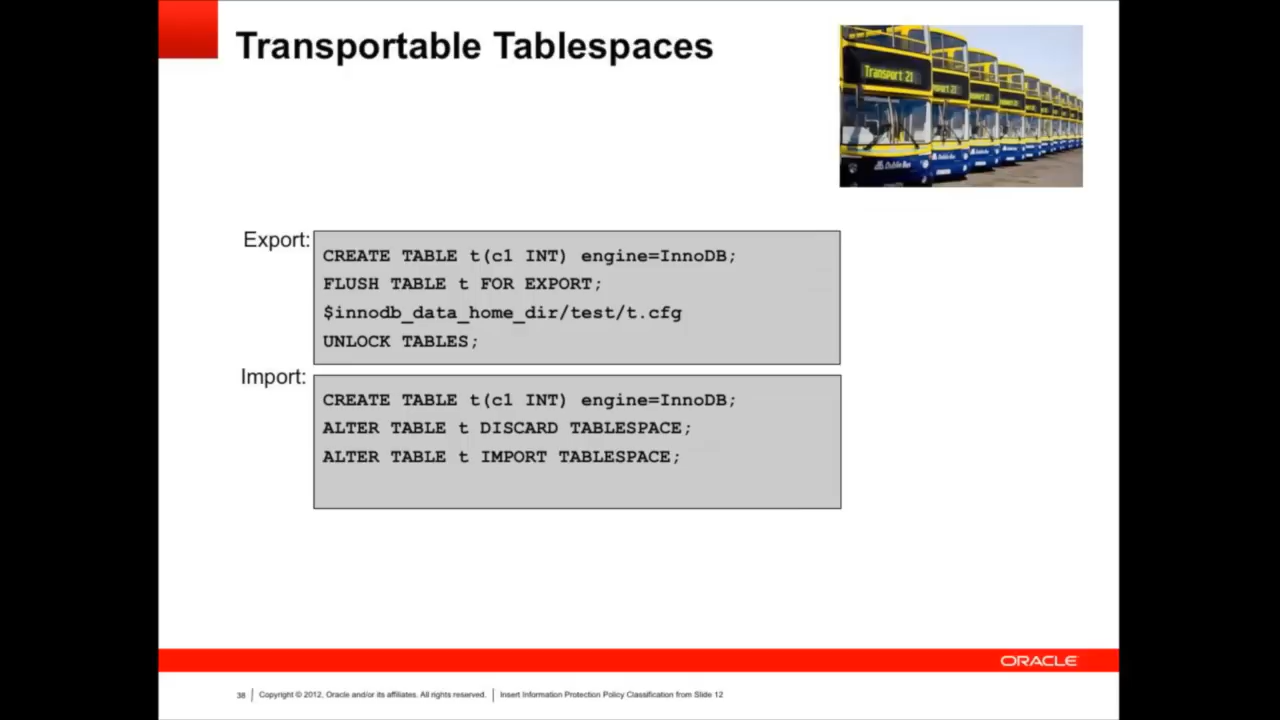 Transportable Tablespaces
Transport 21
Dublin Bus
Export:
CREATE TABLE t(c1 INT) engine=InnoDB;
FLUSH TABLE t FOR EXPORT;
$innodb_data_home_dir/test/t.cfg
UNLOCK TABLES;
Import:
CREATE TABLE t(c1 INT) engine=InnoDB;
ALTER TABLE t DISCARD TABLESPACE;
ALTER TABLE t IMPORT TABLESPACE;
ORACLE
38 Copyright © 2012, Oracle and/or its affiliates. All rights reserved. Insert Information Protection Policy Classification from Slide 12